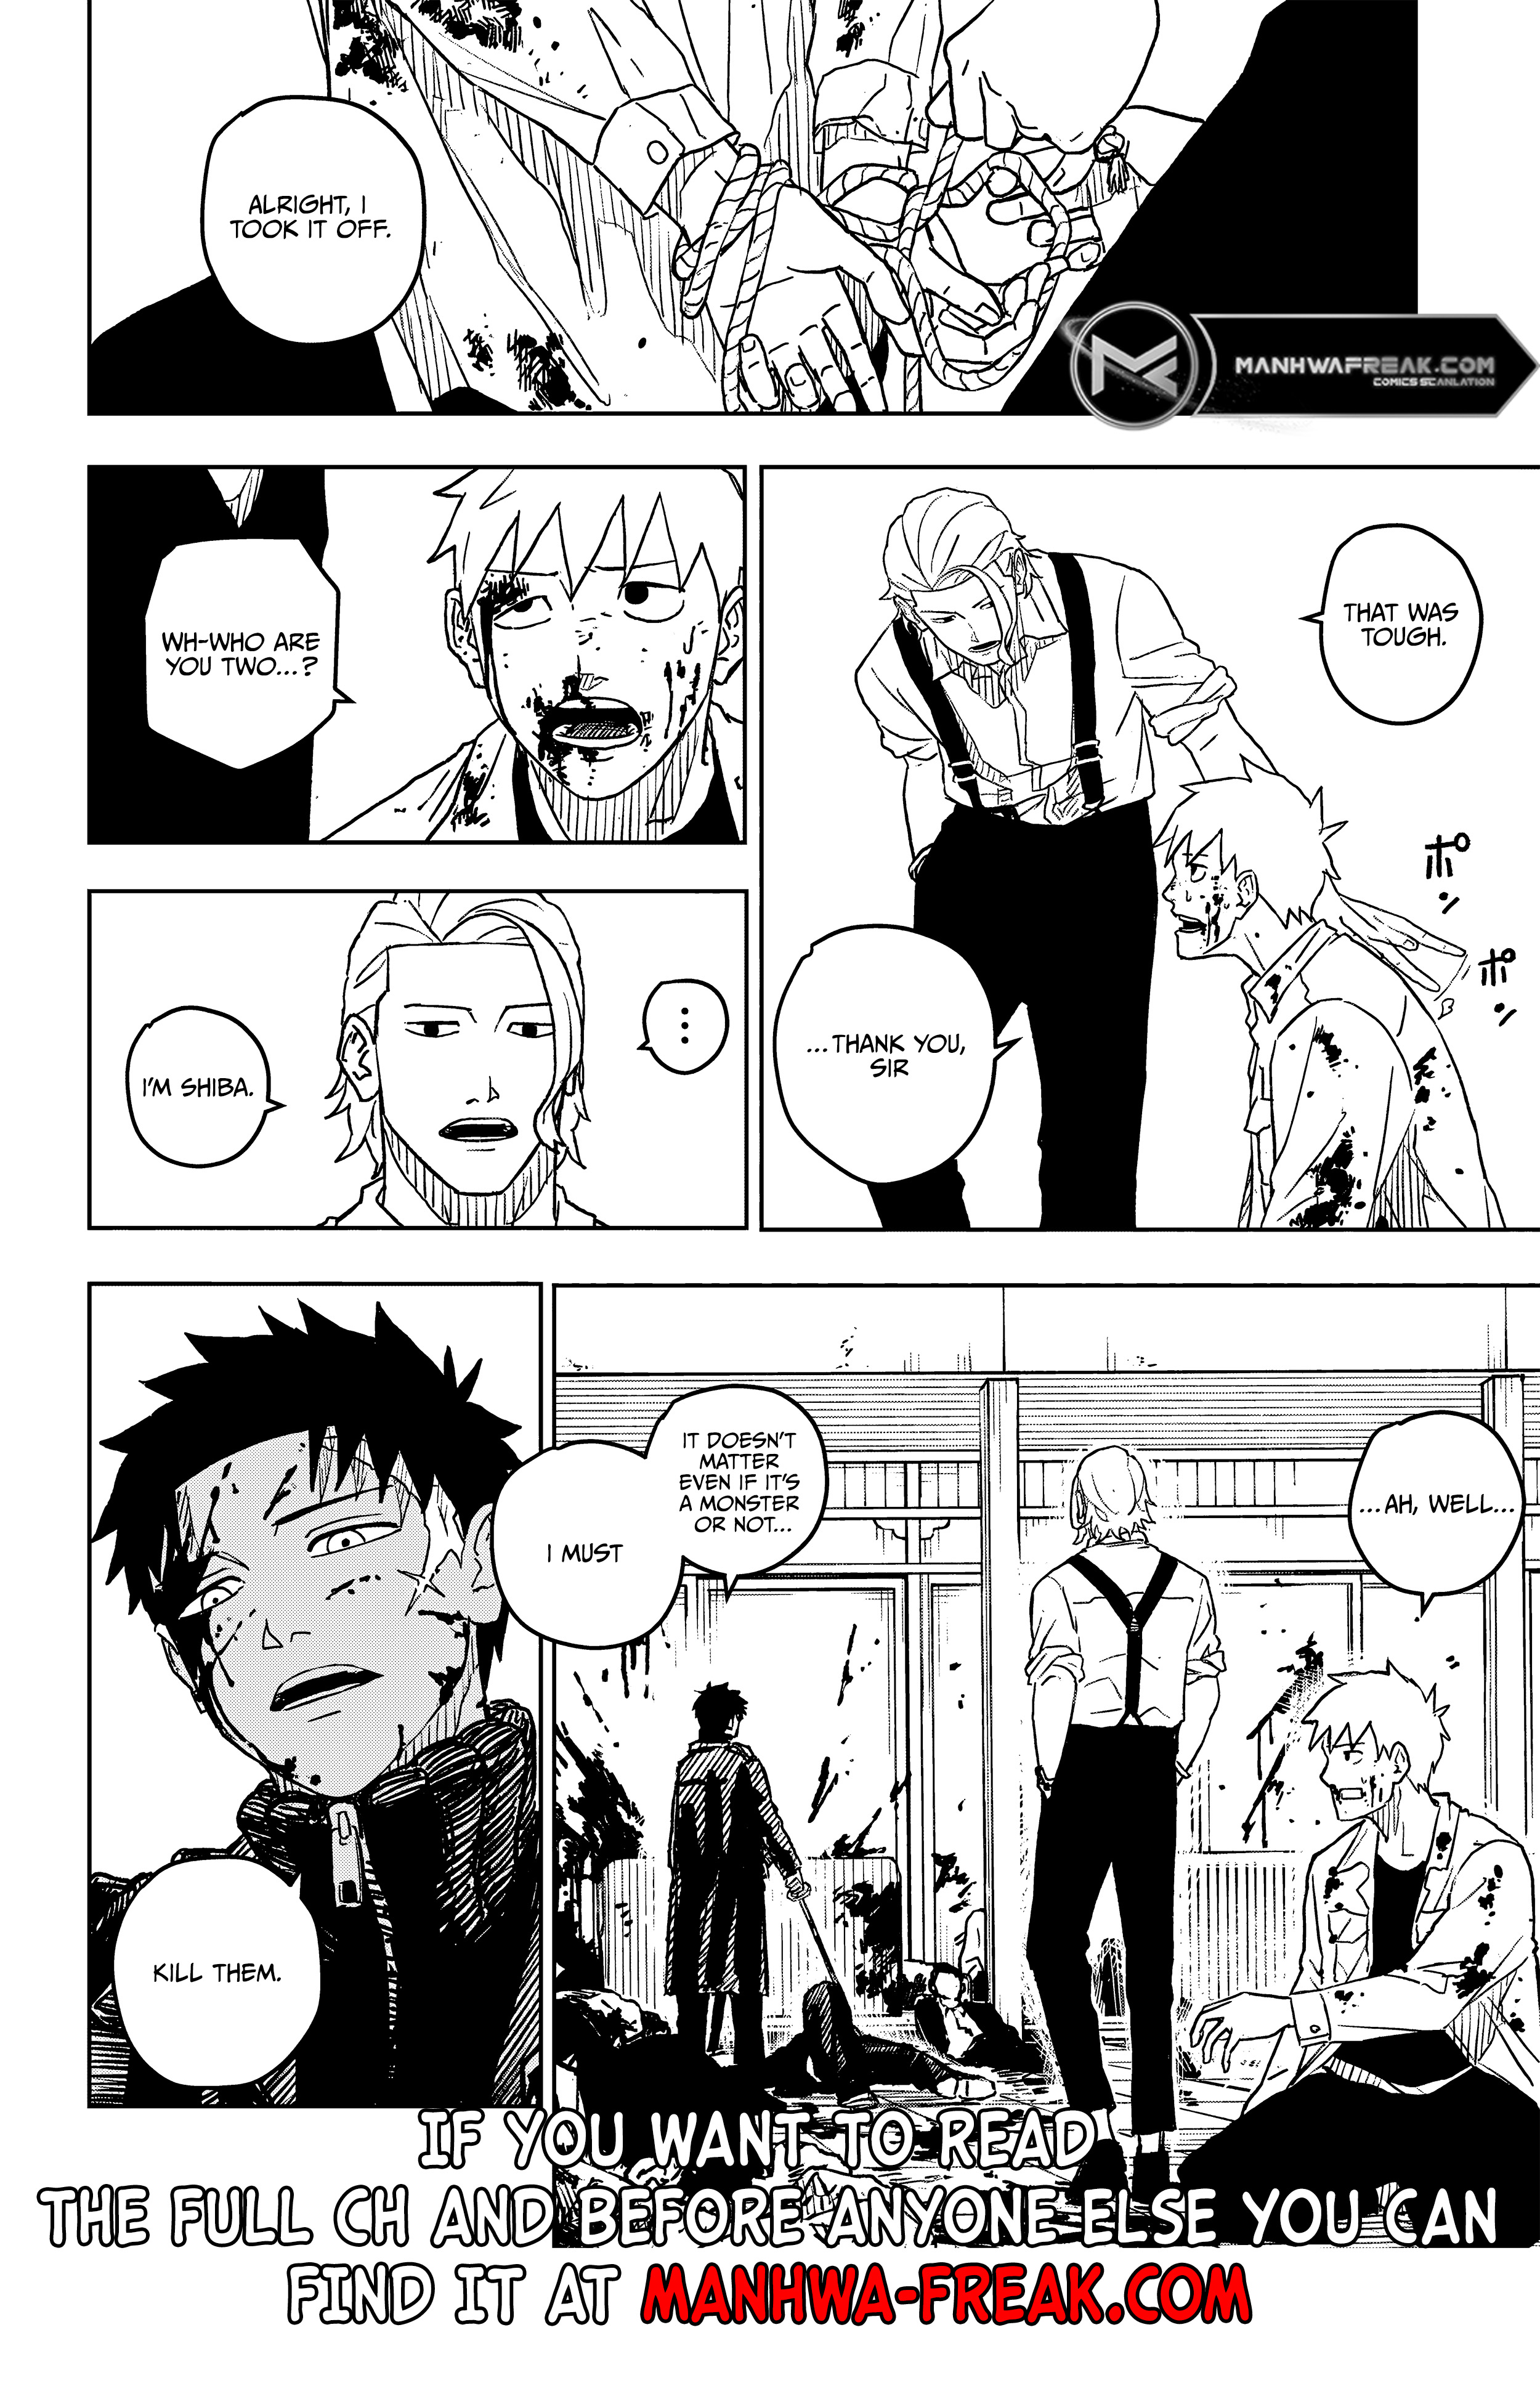 ALRIGHT, I
TOOK IT OFF.
MANHWAFREAK.COM
COMICS SCANLATION
THAT WAS
TOUGH.
ポ
ン
ポ
ン
...THANK YOU,
SIR
WH-WHO ARE
YOU TWO...?
...
I'M SHIBA.
...AH, WELL...
IT DOESN'T
MATTER
EVEN IF IT'S
A MONSTER
OR NOT...
I MUST
KILL THEM.
IF YOU WANT TO READ
THE FULL CH AND BEFORE ANYONE ELSE YOU CAN
FIND IT AT MANHWA-FREAK.COM